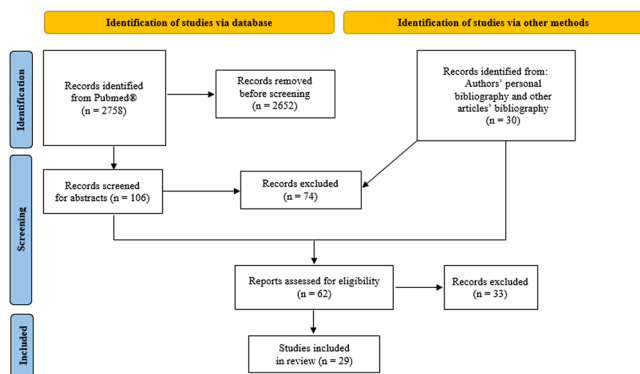 Identification of studies via database
Identification of studies via other methods
Identification
Records identified
from Pubmed®
(n = 2758)
Records removed
before screening
(n = 2652)
Records identified from:
Authors' personal
bibliography and other
articles' bibliography
(n = 30)
Screening
Records screened
for abstracts (n = 106)
Records excluded
n = 74)
Reports assessed for eligibility
(n = 62)
Records excluded
(n = 33)
Included
Studies included
in review (n = 29)